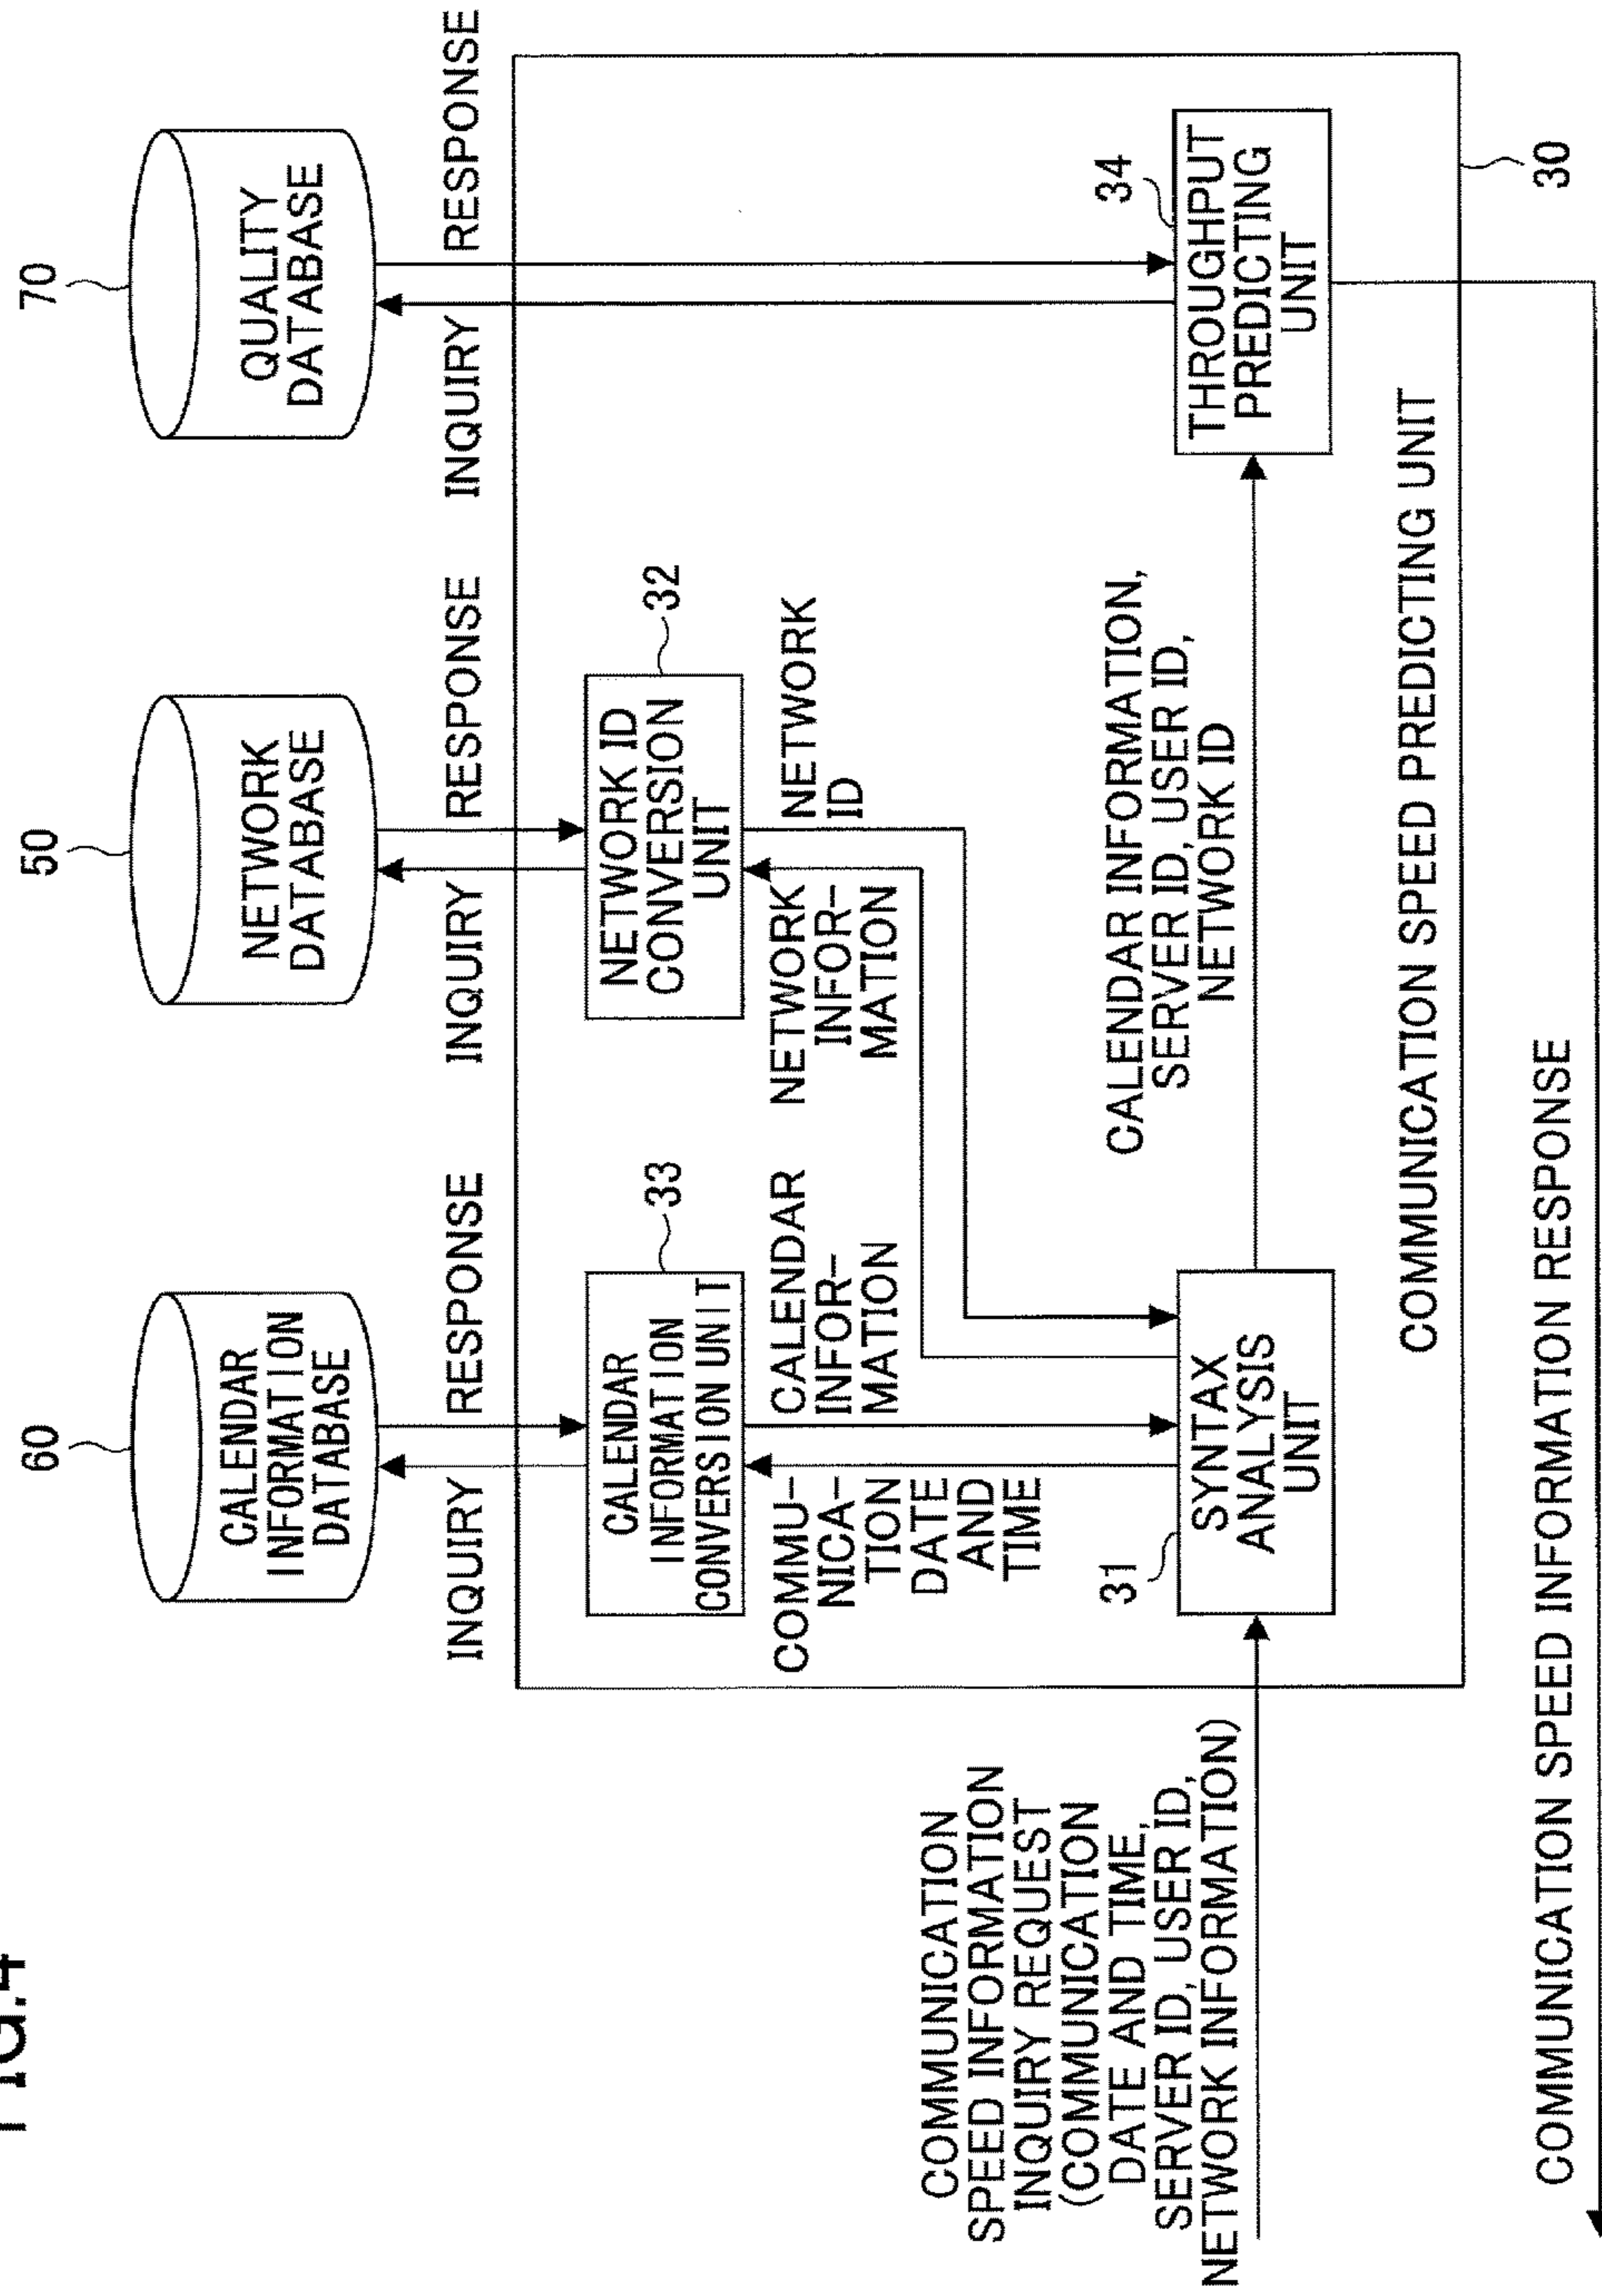 FIG.4
60
CALENDAR
INFORMATION
DATABASE
50
NETWORK
DATABASE
70
QUALITY
DATABASE
INQUIRY
RESPONSE
INQUIRY
RESPONSE
INQUIRY
RESPONSE
CALENDAR
INFORMATION
CONVERSION UNIT
33
NETWORK ID
CONVERSION
UNIT
32
COMMU-
NICA-
TION
DATE
AND
TIME
CALENDAR
INFOR-
MATION
NETWORK
INFOR-
MATION
NETWORK
ID
COMMUNICATION
SPEED INFORMATION
INQUIRY REQUEST
(COMMUNICATION
DATE AND TIME,
SERVER ID, USER ID,
NETWORK INFORMATION)
31
SYNTAX
ANALYSIS
UNIT
CALENDAR INFORMATION,
SERVER ID, USER ID,
NETWORK ID
34
THROUGHPUT
PREDICTING
UNIT
COMMUNICATION SPEED PREDICTING UNIT
30
COMMUNICATION SPEED INFORMATION RESPONSE